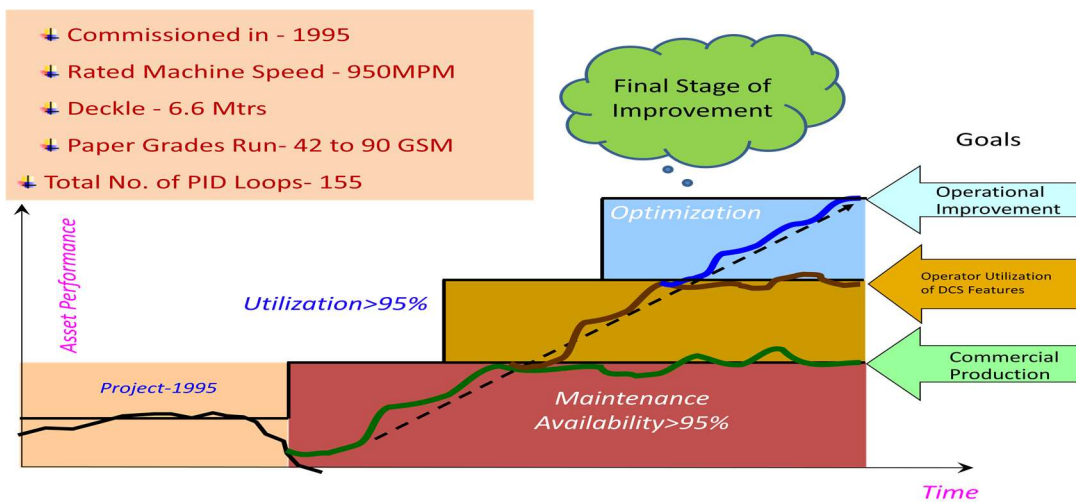 Commissioned in - 1995
Rated Machine Speed - 950MPM
Deckle - 6.6 Mtrs
Paper Grades Run- 42 to 90 GSM
Total No. of PID Loops- 155
Final Stage of
Improvement
Goals
Operational
Improvement
Optimization
Asset Performance
Utilization>95%
Operator Utilization
of DCS Features
Project-1995
Commercial
Production
Maintenance
Availability>95%
Time